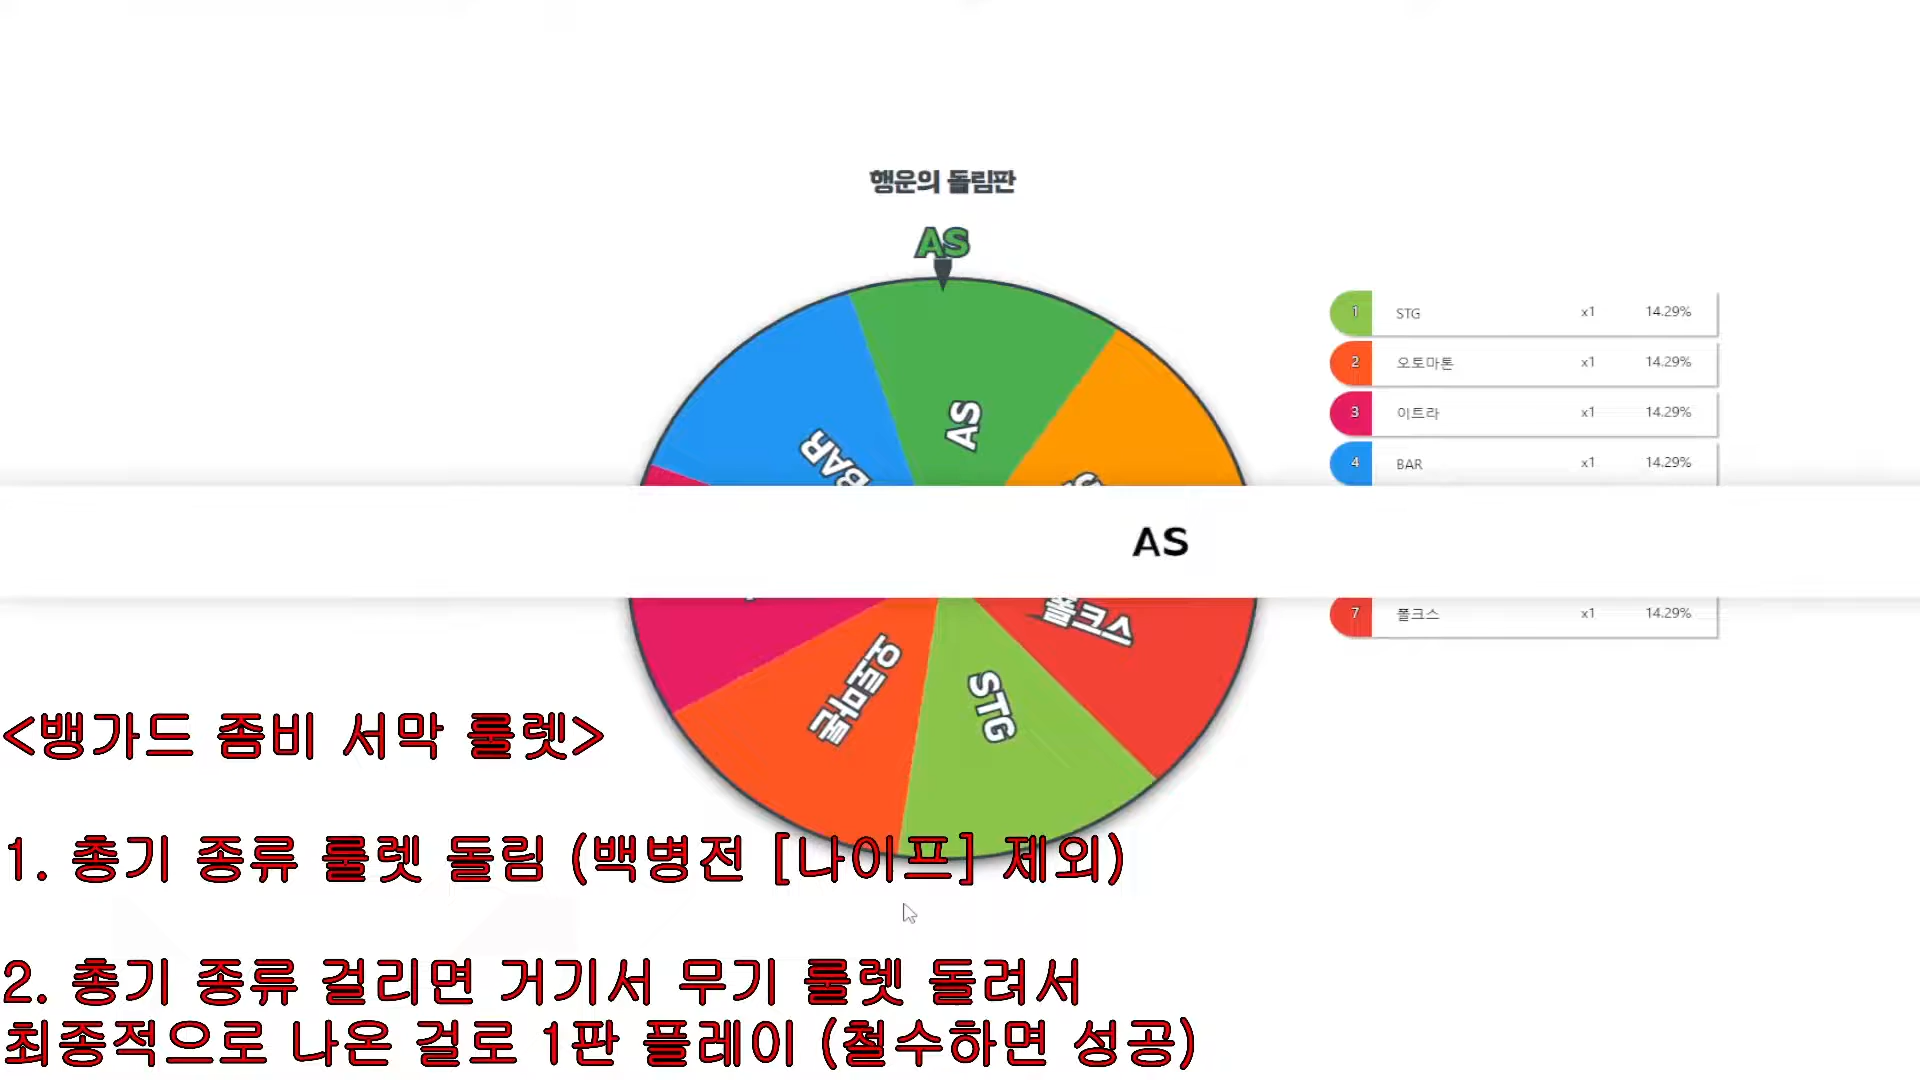 행운의 돌림판
AS
AS
BAR
오토마톤
STG
폴크스
1 STG x1 14.29%
2 오토마톤 x1 14.29%
3 이트라 x1 14.29%
4 BAR x1 14.29%
AS
7 폴크스 x1 14.29%
<뱅가드 좀비 서막 룰렛>
1. 총기 종류 룰렛 돌림 (백병전 [나이프] 제외)
2. 총기 종류 걸리면 거기서 무기 룰렛 돌려서
최종적으로 나온 걸로 1판 플레이 (철수하면 성공)